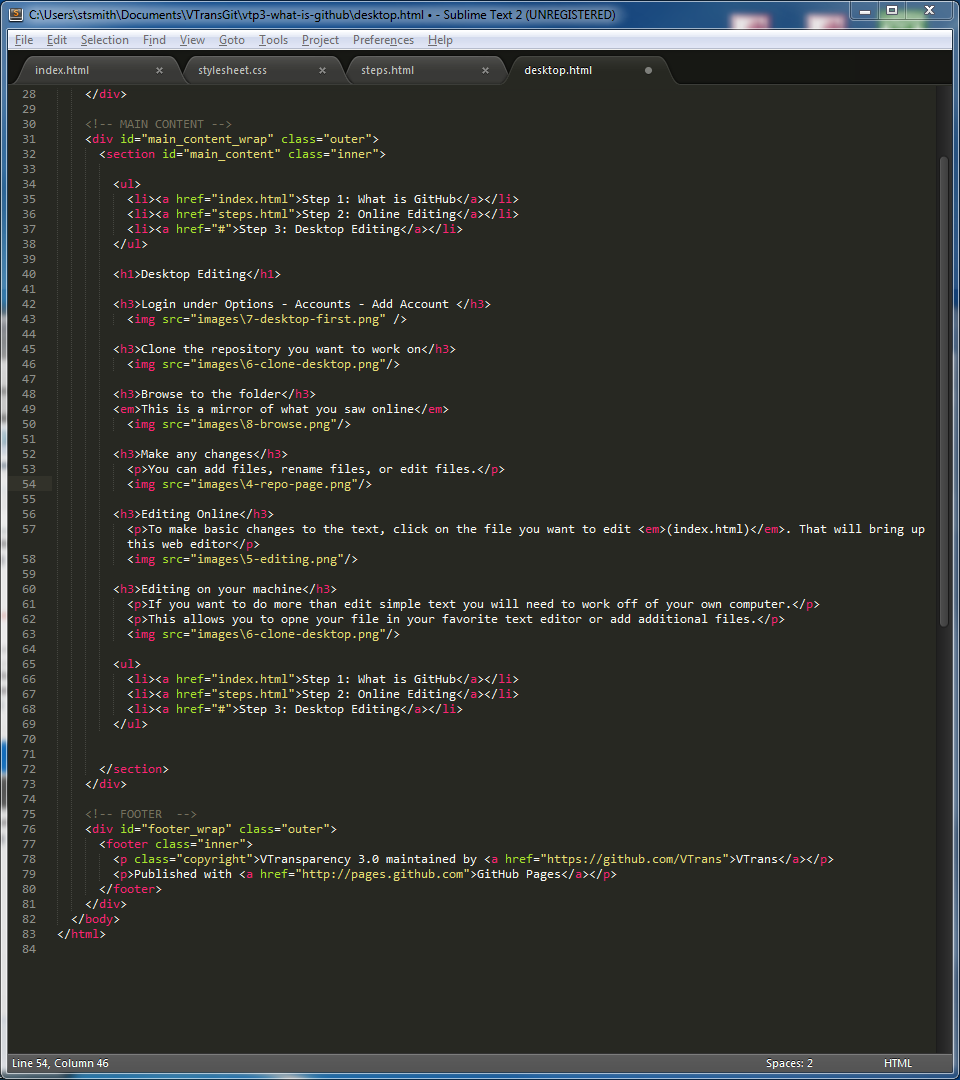 C:\Users\stsmith\Documents\VTransGit\vtp3-what-is-github\desktop.html • - Sublime Text 2 (UNREGISTERED)
File Edit Selection Find View Goto Tools Project Preferences Help
index.html × stylesheet.css × steps.html × desktop.html
28 </div>
29
30 <!-- MAIN CONTENT -->
31 <div id="main_content_wrap" class="outer">
32 <section id="main_content" class="inner">
33
34 <ul>
35 <li><a href="index.html">Step 1: What is GitHub</a></li>
36 <li><a href="steps.html">Step 2: Online Editing</a></li>
37 <li><a href="#">Step 3: Desktop Editing</a></li>
38 </ul>
39
40 <h1>Desktop Editing</h1>
41
42 <h3>Login under Options - Accounts - Add Account </h3>
43 <img src="images\7-desktop-first.png" />
44
45 <h3>Clone the repository you want to work on</h3>
46 <img src="images\6-clone-desktop.png"/>
47
48 <h3>Browse to the folder</h3>
49 <em>This is a mirror of what you saw online</em>
50 <img src="images\8-browse.png"/>
51
52 <h3>Make any changes</h3>
53 <p>You can add files, rename files, or edit files.</p>
54 <img src="images\4-repo-page.png"/>
55
56 <h3>Editing Online</h3>
57 <p>To make basic changes to the text, click on the file you want to edit <em>(index.html)</em>. That will bring up
this web editor</p>
58 <img src="images\5-editing.png"/>
59
60 <h3>Editing on your machine</h3>
61 <p>If you want to do more than edit simple text you will need to work off of your own computer.</p>
62 <p>This allows you to opne your file in your favorite text editor or add additional files.</p>
63 <img src="images\6-clone-desktop.png"/>
64
65 <ul>
66 <li><a href="index.html">Step 1: What is GitHub</a></li>
67 <li><a href="steps.html">Step 2: Online Editing</a></li>
68 <li><a href="#">Step 3: Desktop Editing</a></li>
69 </ul>
70
71
72 </section>
73 </div>
74
75 <!-- FOOTER  -->
76 <div id="footer_wrap" class="outer">
77 <footer class="inner">
78 <p class="copyright">VTransparency 3.0 maintained by <a href="https://github.com/VTrans">VTrans</a></p>
79 <p>Published with <a href="http://pages.github.com">GitHub Pages</a></p>
80 </footer>
81 </div>
82 </body>
83 </html>
84
Line 54, Column 46 Spaces: 2 HTML